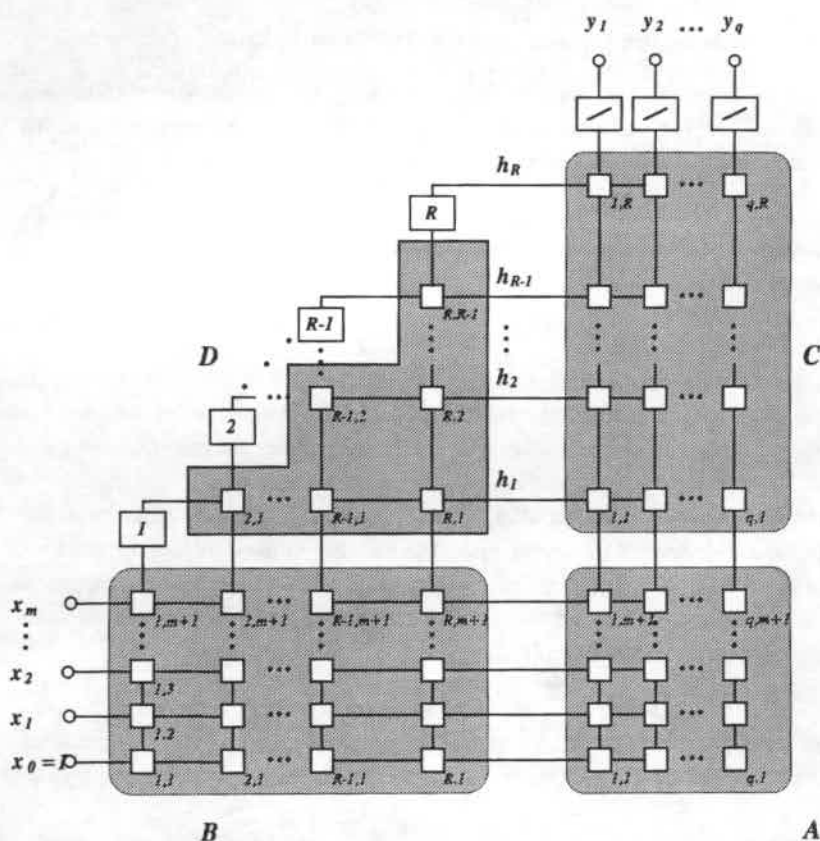 y1 y2 ... yq
hR
R
1,R q,R
hR-1
R-1
R,R-1
D C
h2
2
R-1,2 R,2
h1
1
2,1 R-1,1 R,1 1,1 q,1
xm
1,m+1 2,m+1 R-1,m+1 R,m+1 1,m+1 q,m+1
x2
1,3
x1
1,2
x0 = 1
1,1 2,1 R-1,1 R,1 1,1 q,1
B A